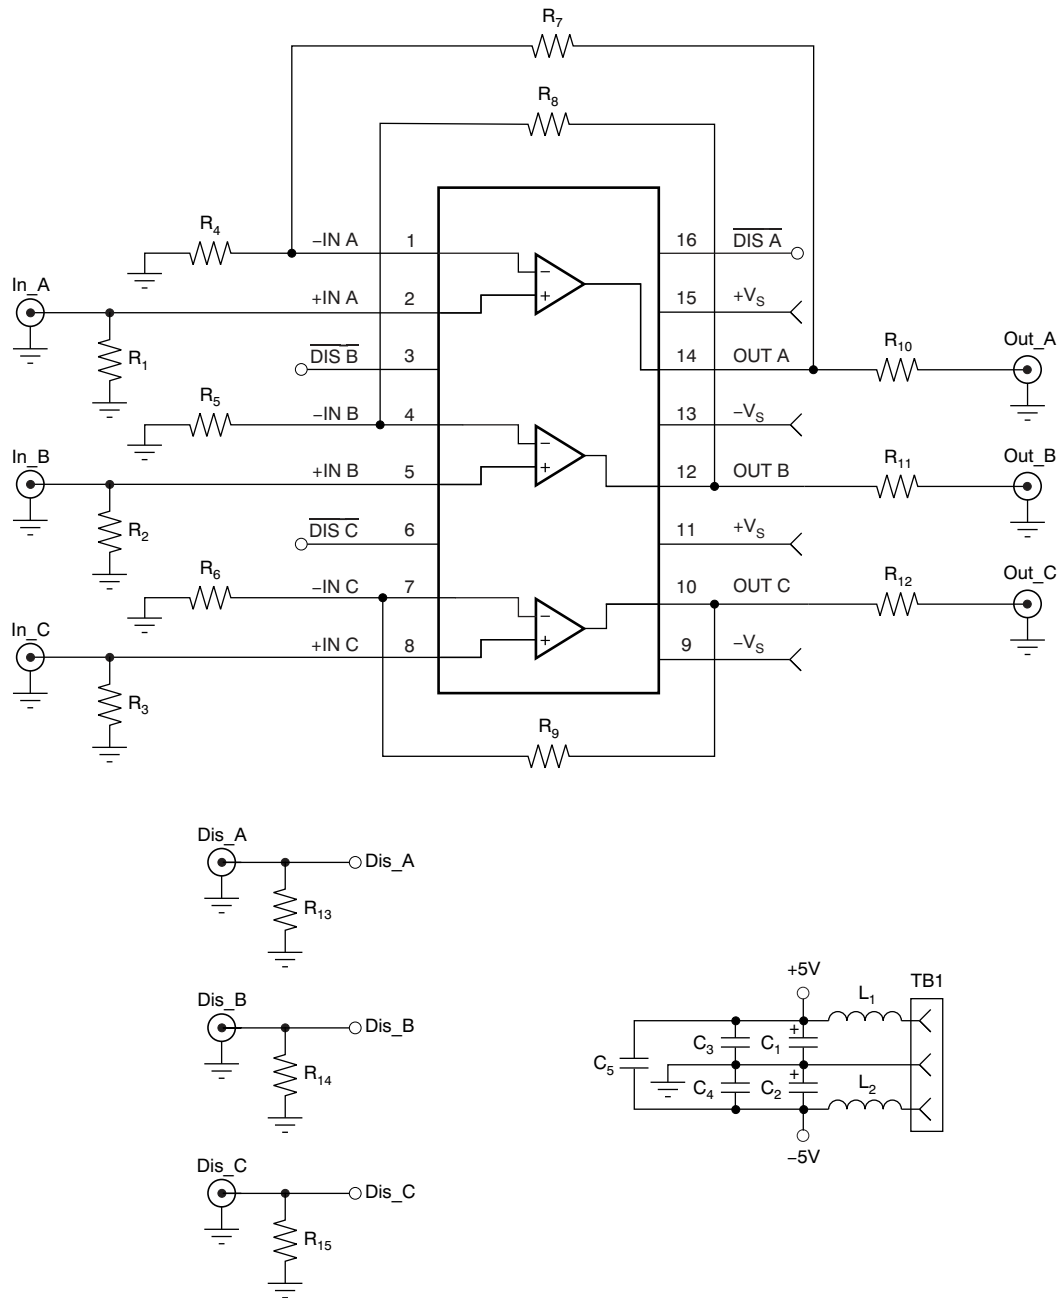 R7
R8
R4
−IN A 1
16 DIS A
In_A
+IN A 2
15 +VS
R1
DIS B 3
14 OUT A
R10
Out_A
R5
−IN B 4
13 −VS
In_B
+IN B 5
12 OUT B
R11
Out_B
R2
DIS C 6
11 +VS
R6
−IN C 7
10 OUT C
R12
Out_C
In_C
+IN C 8
9 −VS
R3
− +
− +
− +
R9
Dis_A
Dis_A
R13
Dis_B
Dis_B
R14
Dis_C
Dis_C
R15
+5V
TB1
L1
+
C3 C1
C5
+
C4 C2
L2
−5V